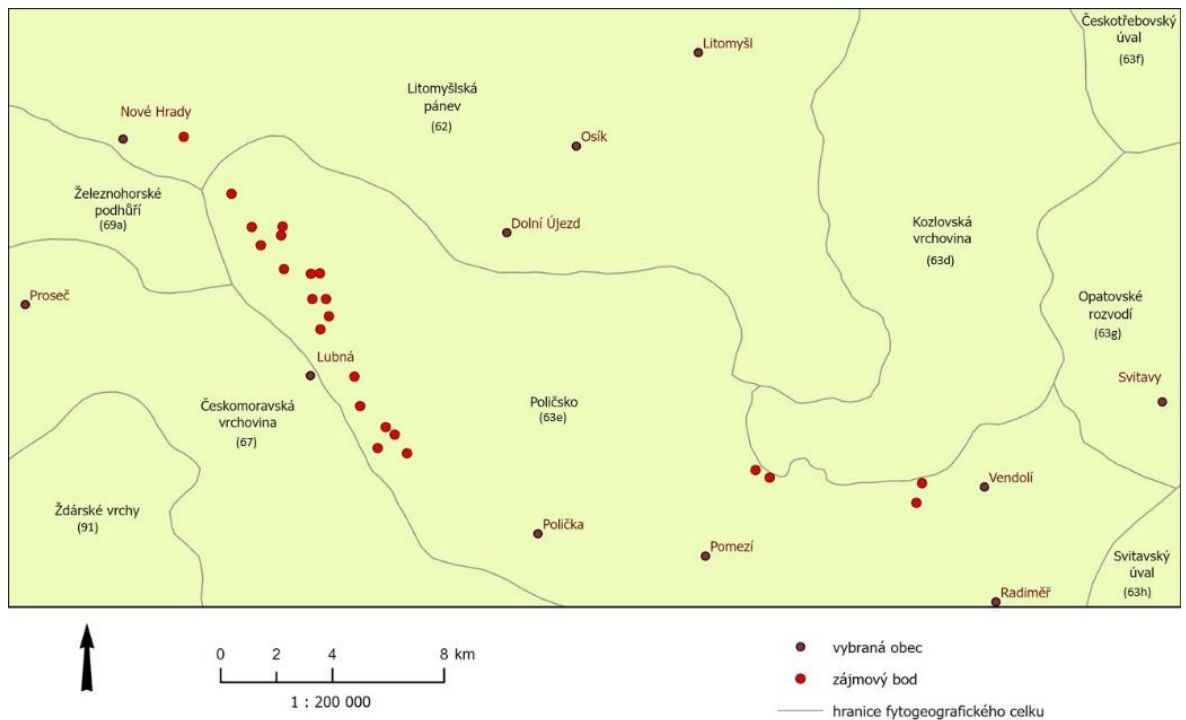 Českotřebovský
úval
(63f)
Litomyšl
Litomyšlská
pánev
(62)
Nové Hrady
Osík
Železnohorské
podhůří
(69a)
Dolní Újezd
Kozlovská
vrchovina
(63d)
Proseč
Opatovské
rozvodí
(63g)
Lubná
Svitavy
Českomoravská
vrchovina
(67)
Poličsko
(63e)
Vendolí
Ždárské vrchy
(91)
Polička
Pomezí
Svitavský
úval
(63h)
Radiměř
0 2 4 8 km
1 : 200 000
vybraná obec
zájmový bod
hranice fytogeografického celku